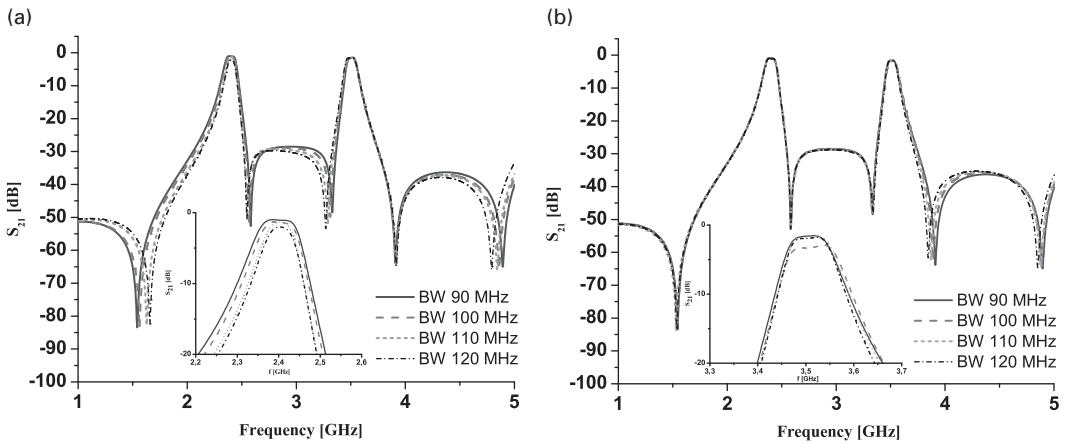 (a)
0
-10
-20
-30
-40
-50
-60
-70
-80
-90
-100
S21 [dB]
1
2
3
4
5
Frequency [GHz]
0
-10
-20
S21 [dB]
2,2
2,3
2,4
2,5
2,6
f [GHz]
BW 90 MHz
BW 100 MHz
BW 110 MHz
BW 120 MHz
(b)
0
-10
-20
-30
-40
-50
-60
-70
-80
-90
-100
S21 [dB]
1
2
3
4
5
Frequency [GHz]
0
-10
-20
S21 [dB]
3,3
3,4
3,5
3,6
3,7
f [GHz]
BW 90 MHz
BW 100 MHz
BW 110 MHz
BW 120 MHz